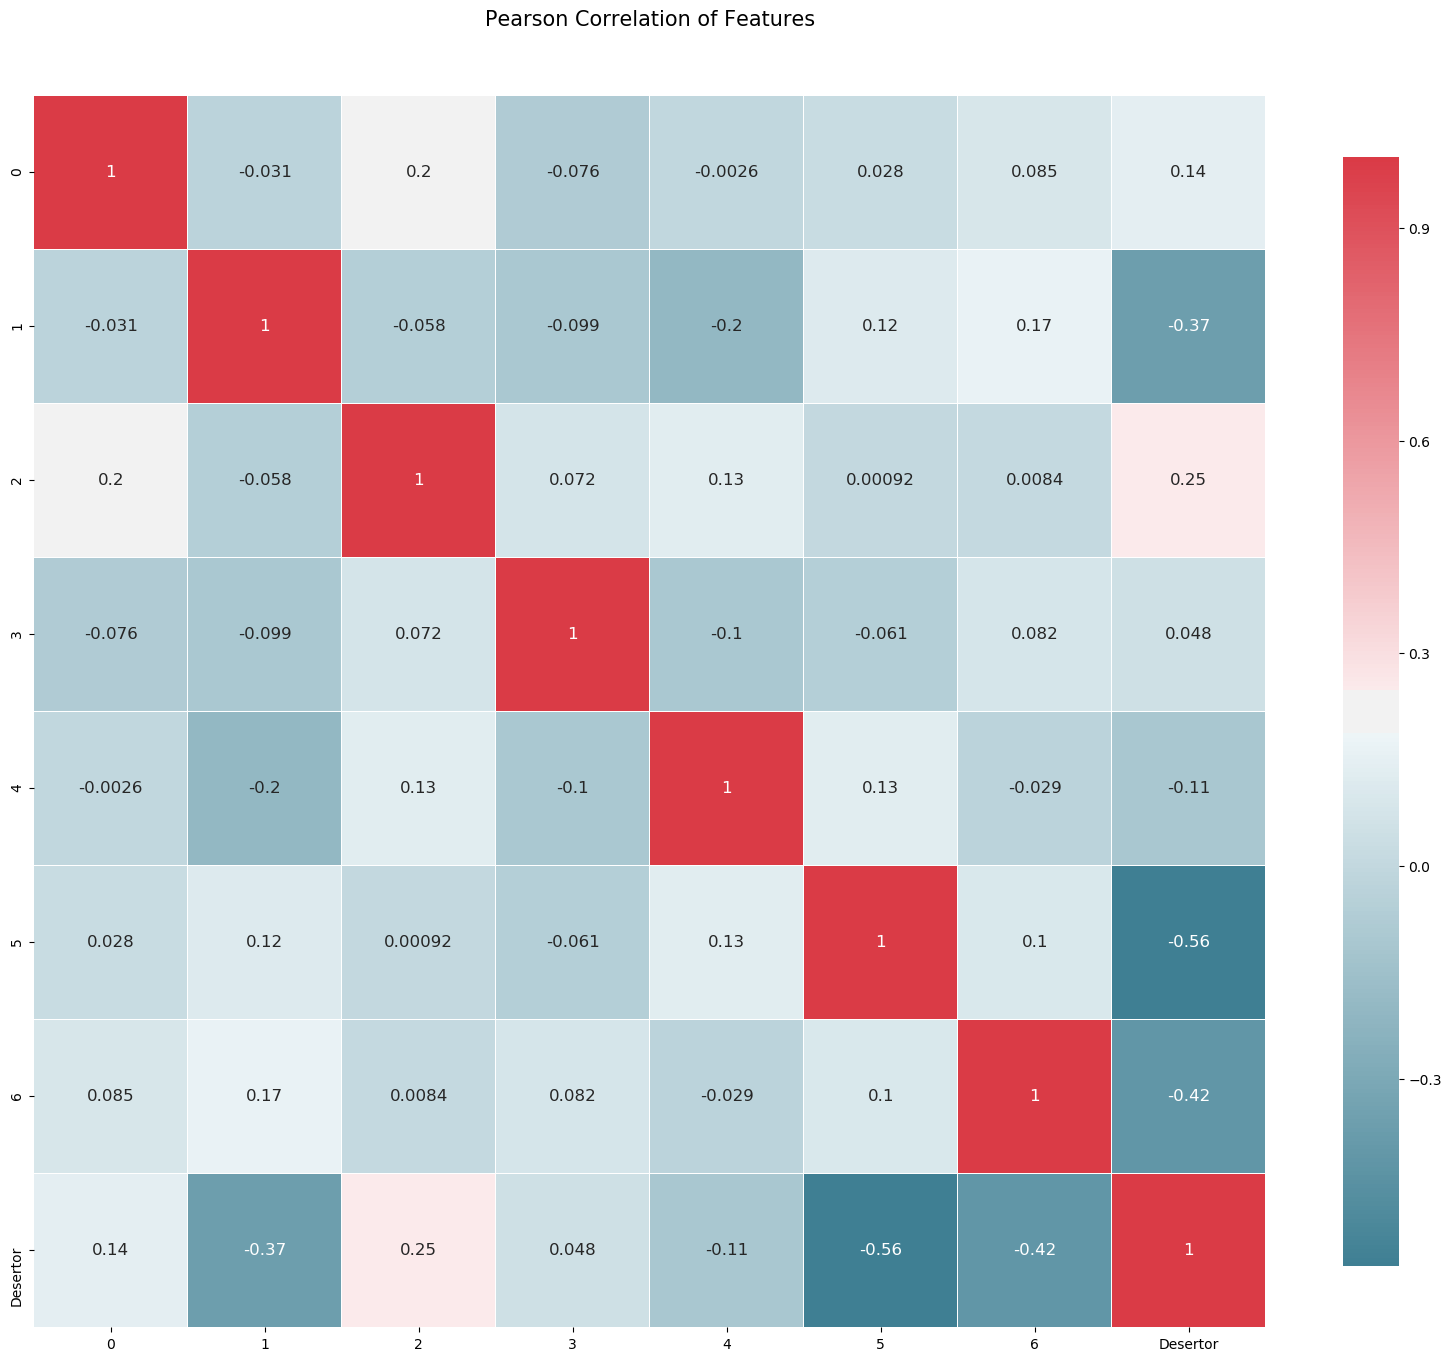 Pearson Correlation of Features
0 1 -0.031 0.2 -0.076 -0.0026 0.028 0.085 0.14
1 -0.031 1 -0.058 -0.099 -0.2 0.12 0.17 -0.37
2 0.2 -0.058 1 0.072 0.13 0.00092 0.0084 0.25
3 -0.076 -0.099 0.072 1 -0.1 -0.061 0.082 0.048
4 -0.0026 -0.2 0.13 -0.1 1 0.13 -0.029 -0.11
5 0.028 0.12 0.00092 -0.061 0.13 1 0.1 -0.56
6 0.085 0.17 0.0084 0.082 -0.029 0.1 1 -0.42
Desertor 0.14 -0.37 0.25 0.048 -0.11 -0.56 -0.42 1
0 1 2 3 4 5 6 Desertor
0.9
0.6
0.3
0.0
−0.3